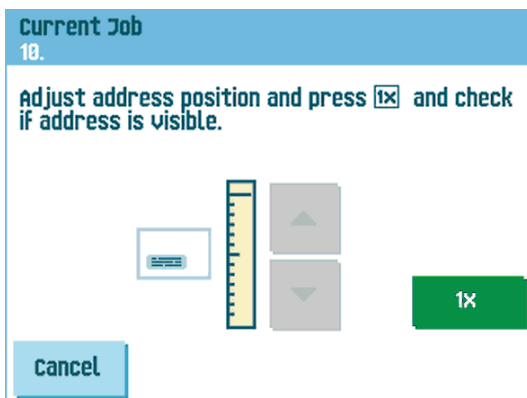 Current Job
10.
Adjust address position and press 1x and check
if address is visible.
1x
Cancel